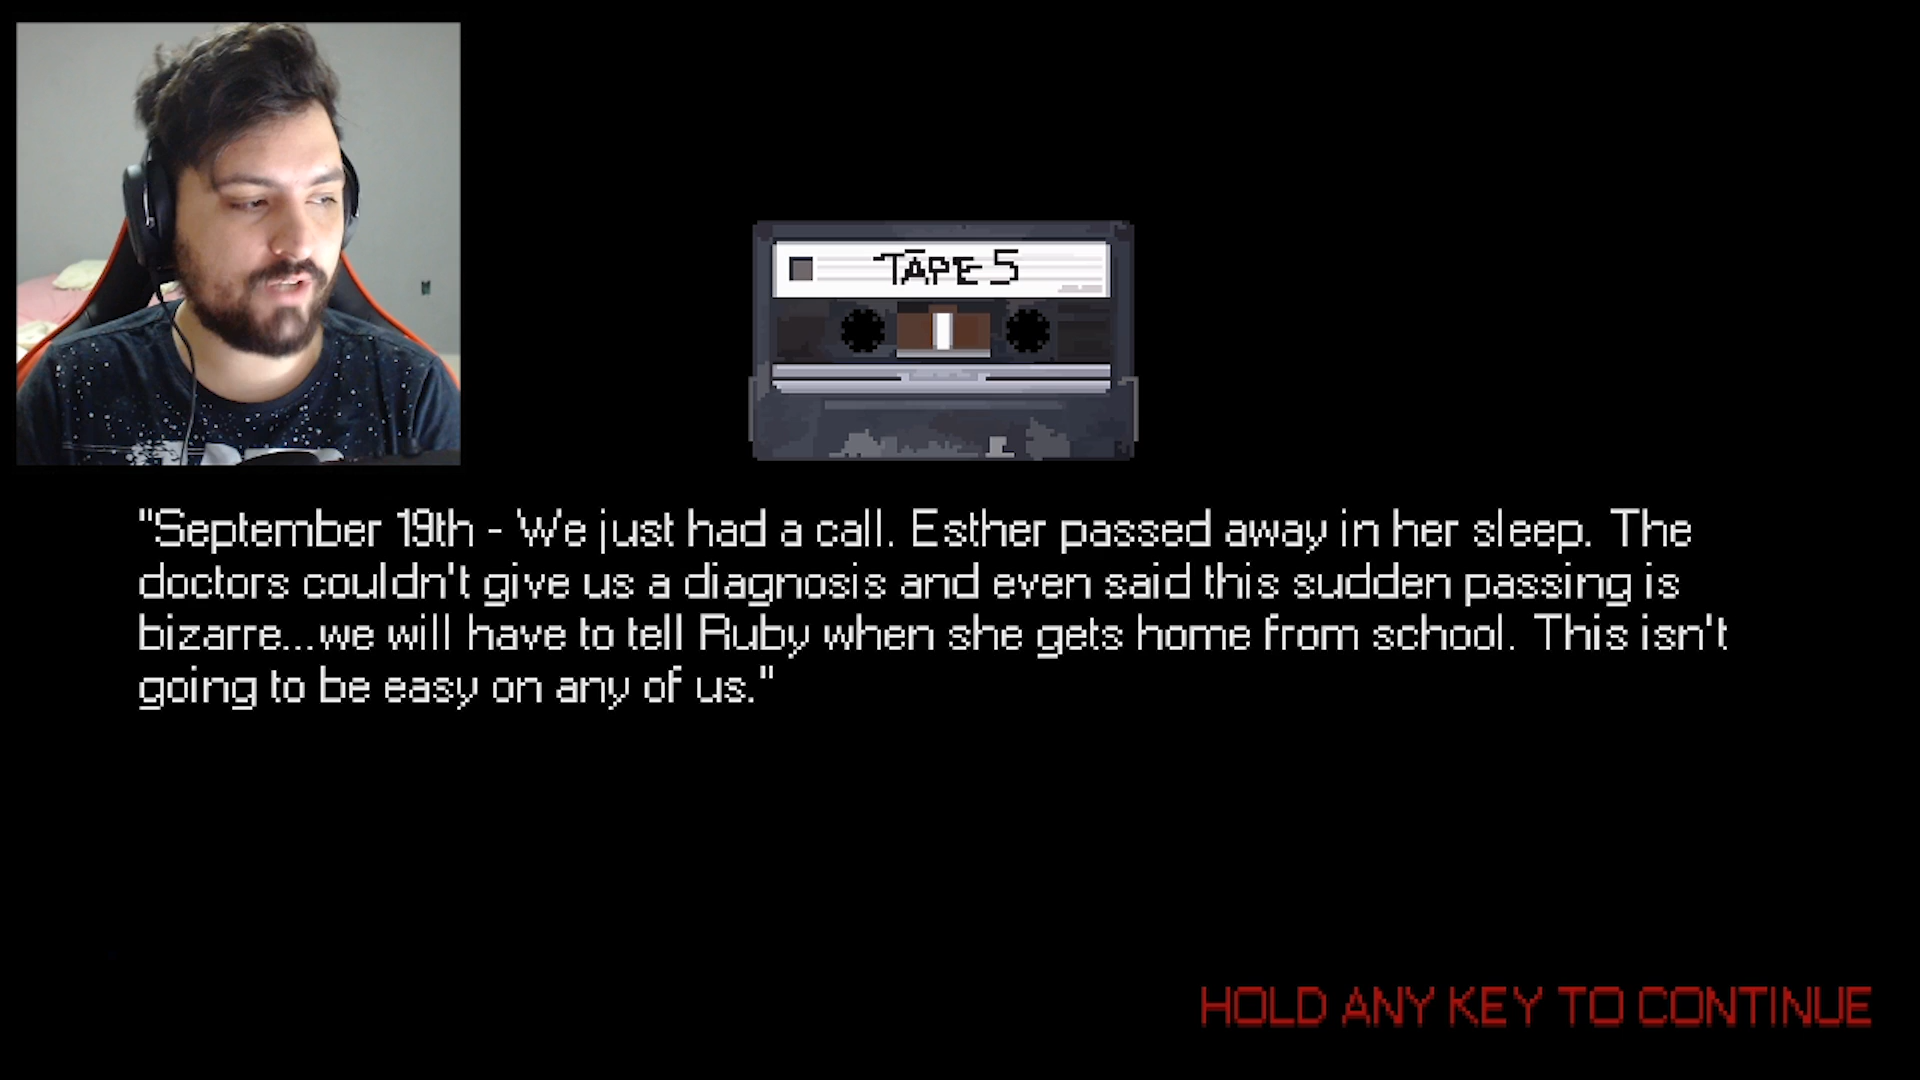 TAPE 5
"September 19th - We just had a call. Esther passed away in her sleep. The
doctors couldn't give us a diagnosis and even said this sudden passing is
bizarre...we will have to tell Ruby when she gets home from school. This isn't
going to be easy on any of us."
HOLD ANY KEY TO CONTINUE